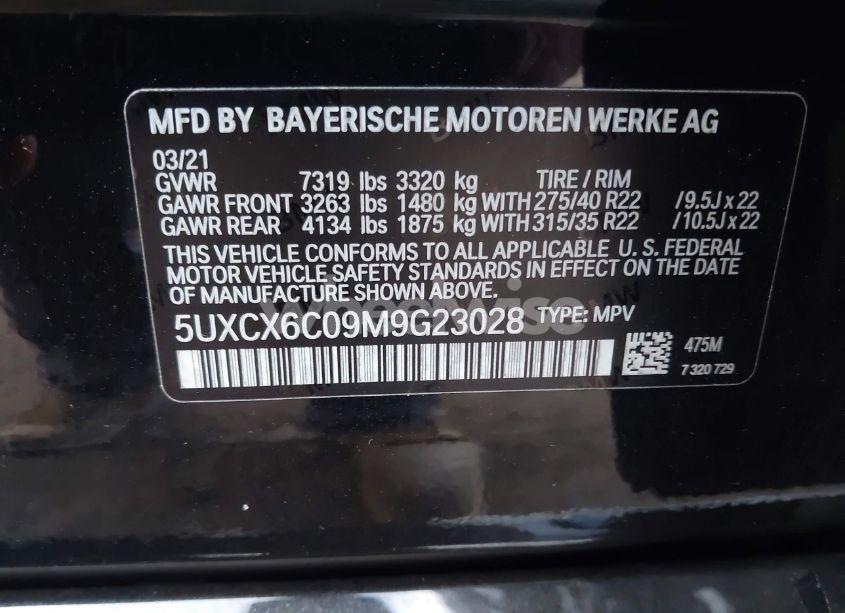 MFD BY BAYERISCHE MOTOREN WERKE AG
03/21
GVWR 7319 lbs 3320 kg TIRE / RIM
GAWR FRONT 3263 lbs 1480 kg WITH 275/40 R22 /9.5J x 22
GAWR REAR 4134 lbs 1875 kg WITH 315/35 R22 /10.5J x 22
THIS VEHICLE CONFORMS TO ALL APPLICABLE U. S. FEDERAL
MOTOR VEHICLE SAFETY STANDARDS IN EFFECT ON THE DATE
OF MANUFACTURE SHOWN ABOVE.
5UXCX6C09M9G23028 TYPE: MPV
475M
7 320 729